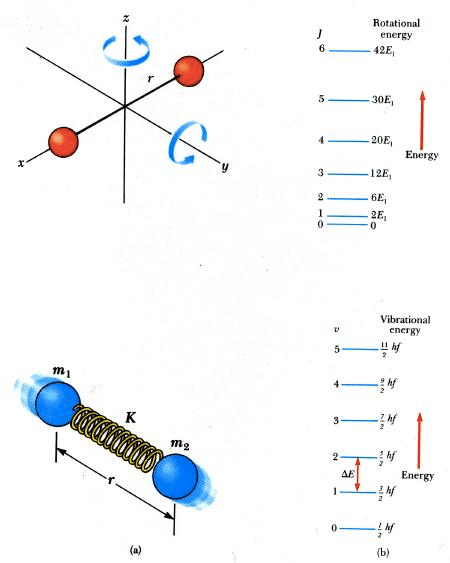 z
r
x
y
J
Rotational
energy
6 42E₁
5 30E₁
4 20E₁
Energy
3 12E₁
2 6E₁
1 2E₁
0 0
m₁
K
m₂
r
(a)
v
Vibrational
energy
5 11/2 hf
4 9/2 hf
3 7/2 hf
2 5/2 hf
ΔE
Energy
1 3/2 hf
0 1/2 hf
(b)